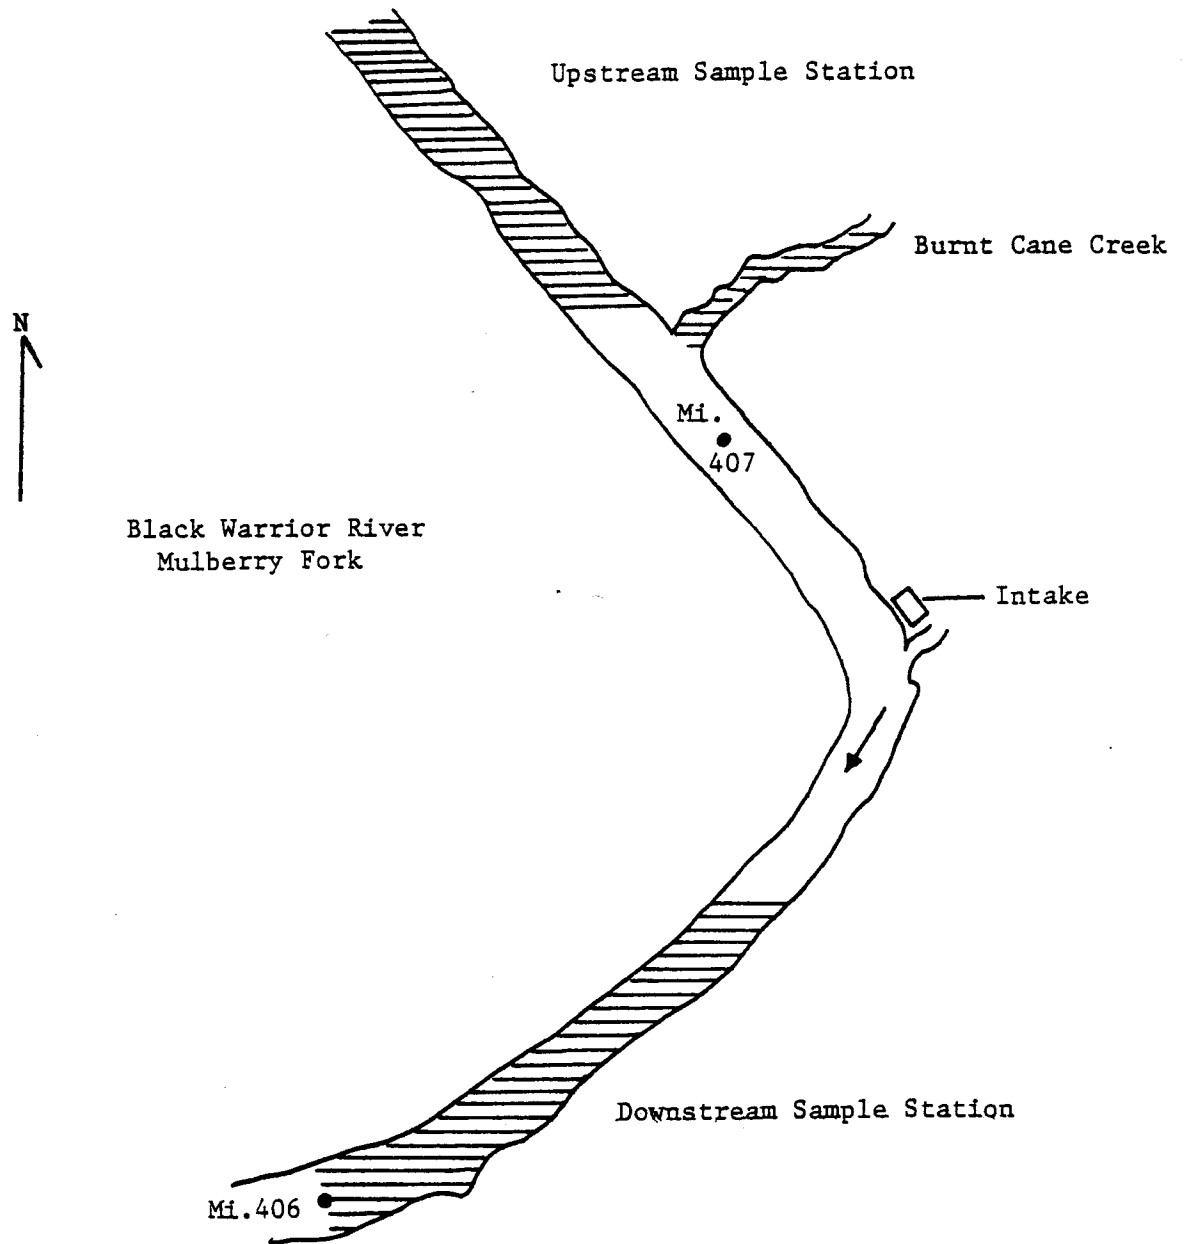 Upstream Sample Station
Burnt Cane Creek
N
Mi.
407
Black Warrior River
Mulberry Fork
Intake
Downstream Sample Station
Mi.406